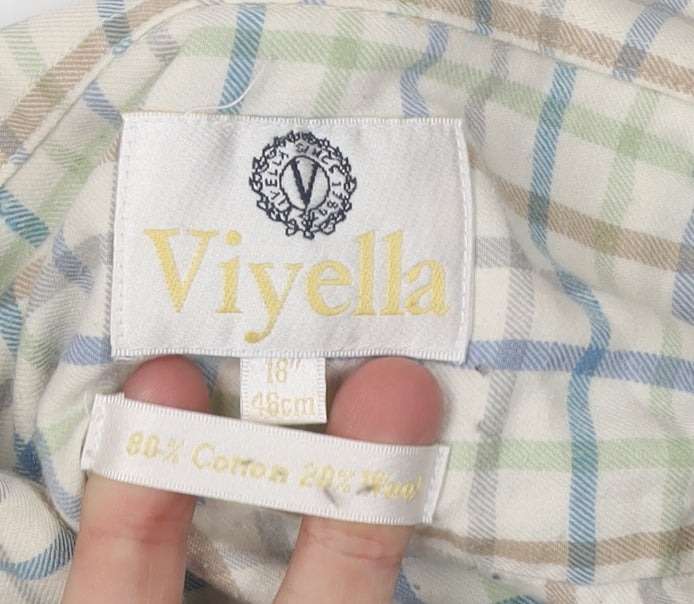 VIYELLA SINCE 1784
V
Viyella
18"
46cm
80% Cotton 20% Wool